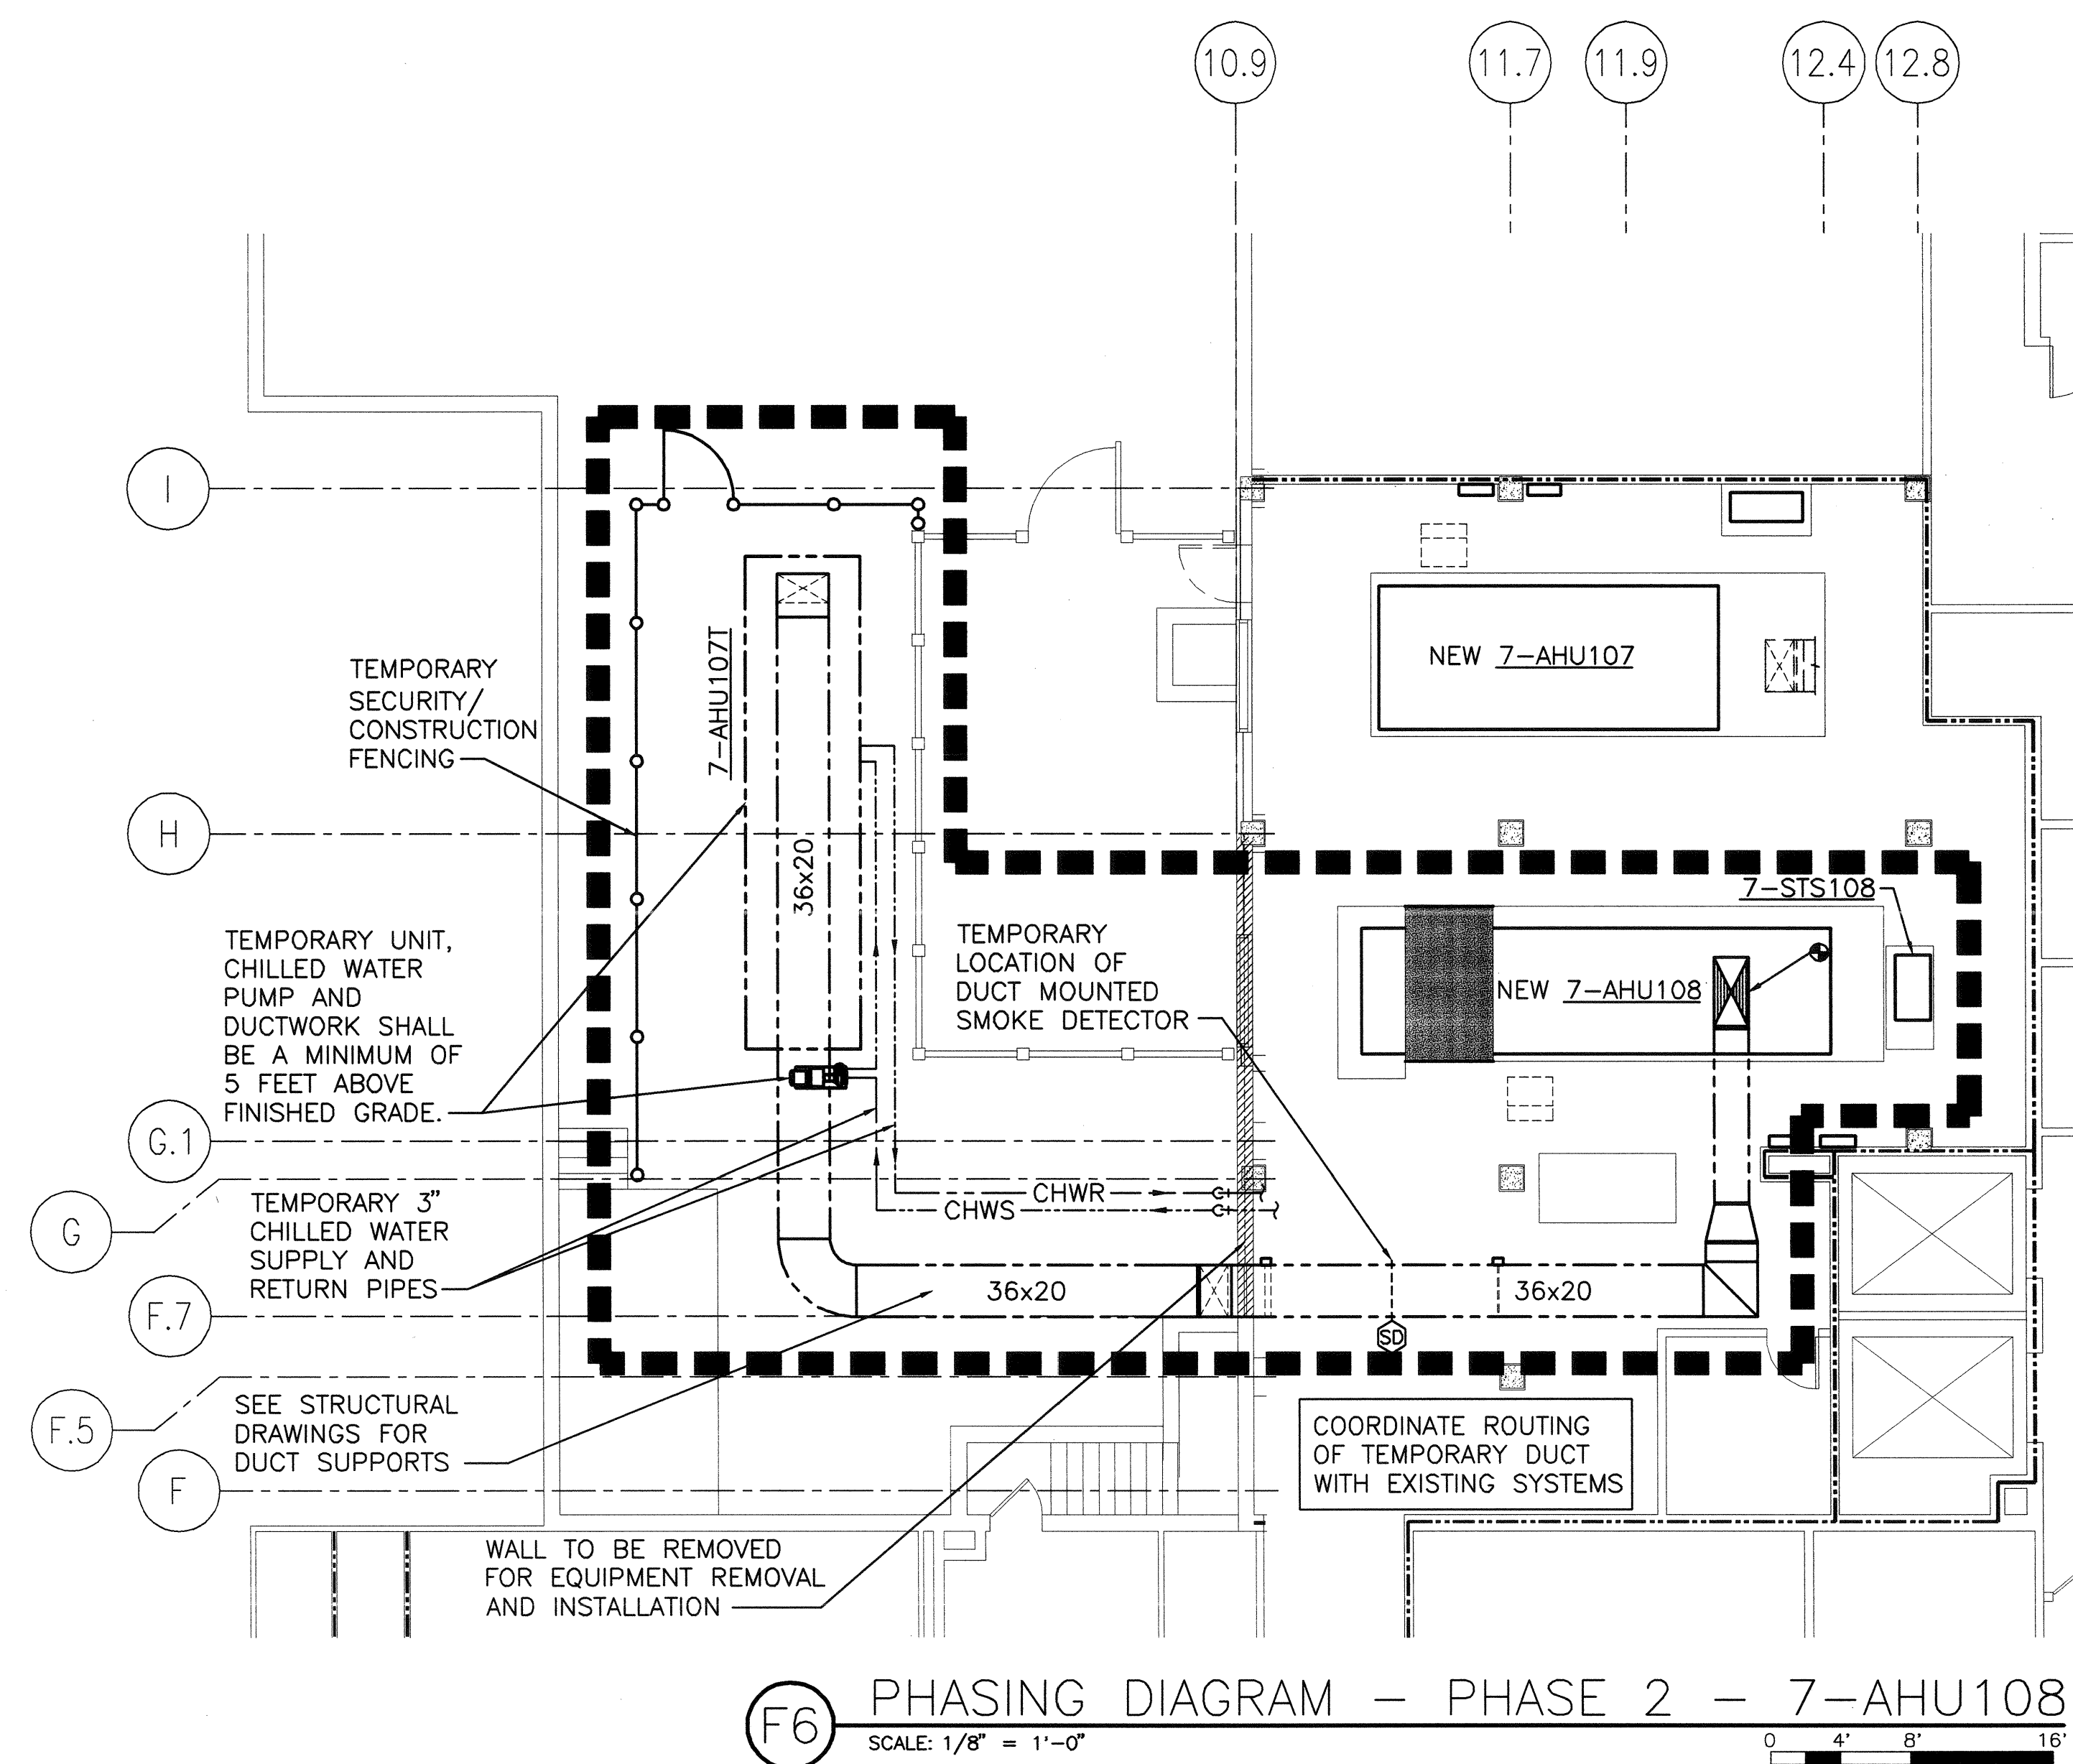 10.9
11.7
11.9
12.4
12.8
I
H
G.1
G
F.7
F.5
F
TEMPORARY
SECURITY/
CONSTRUCTION
FENCING
7-AHU107T
36x20
NEW 7-AHU107
7-STS108
TEMPORARY UNIT,
CHILLED WATER
PUMP AND
DUCTWORK SHALL
BE A MINIMUM OF
5 FEET ABOVE
FINISHED GRADE.
TEMPORARY
LOCATION OF
DUCT MOUNTED
SMOKE DETECTOR
NEW 7-AHU108
TEMPORARY 3"
CHILLED WATER
SUPPLY AND
RETURN PIPES
CHWR
CHWS
36x20
36x20
SD
SEE STRUCTURAL
DRAWINGS FOR
DUCT SUPPORTS
COORDINATE ROUTING
OF TEMPORARY DUCT
WITH EXISTING SYSTEMS
WALL TO BE REMOVED
FOR EQUIPMENT REMOVAL
AND INSTALLATION
F6
PHASING DIAGRAM - PHASE 2 - 7-AHU108
SCALE: 1/8" = 1'-0"
0 4' 8' 16'